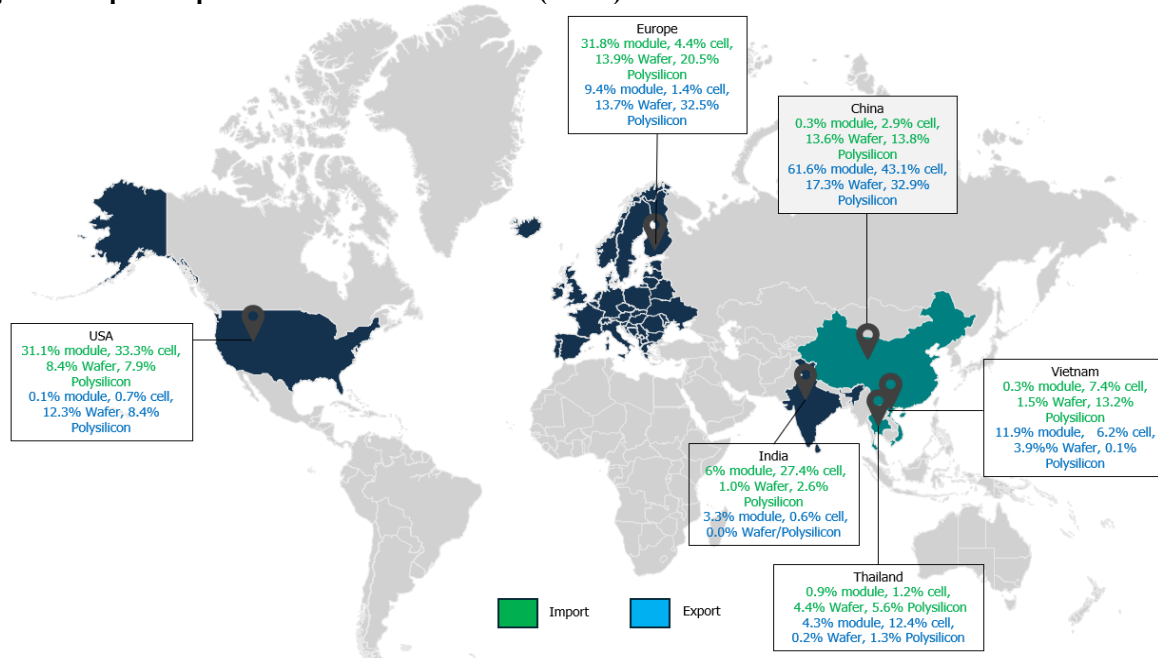 Europe
31.8% module, 4.4% cell,
13.9% Wafer, 20.5%
Polysilicon
9.4% module, 1.4% cell,
13.7% Wafer, 32.5%
Polysilicon
China
0.3% module, 2.9% cell,
13.6% Wafer, 13.8%
Polysilicon
61.6% module, 43.1% cell,
17.3% Wafer, 32.9%
Polysilicon
USA
31.1% module, 33.3% cell,
8.4% Wafer, 7.9%
Polysilicon
0.1% module, 0.7% cell,
12.3% Wafer, 8.4%
Polysilicon
Vietnam
0.3% module, 7.4% cell,
1.5% Wafer, 13.2%
Polysilicon
11.9% module, 6.2% cell,
3.9%% Wafer, 0.1%
Polysilicon
India
6% module, 27.4% cell,
1.0% Wafer, 2.6%
Polysilicon
3.3% module, 0.6% cell,
0.0% Wafer/Polysilicon
Thailand
0.9% module, 1.2% cell,
4.4% Wafer, 5.6% Polysilicon
4.3% module, 12.4% cell,
0.2% Wafer, 1.3% Polysilicon
Import
Export